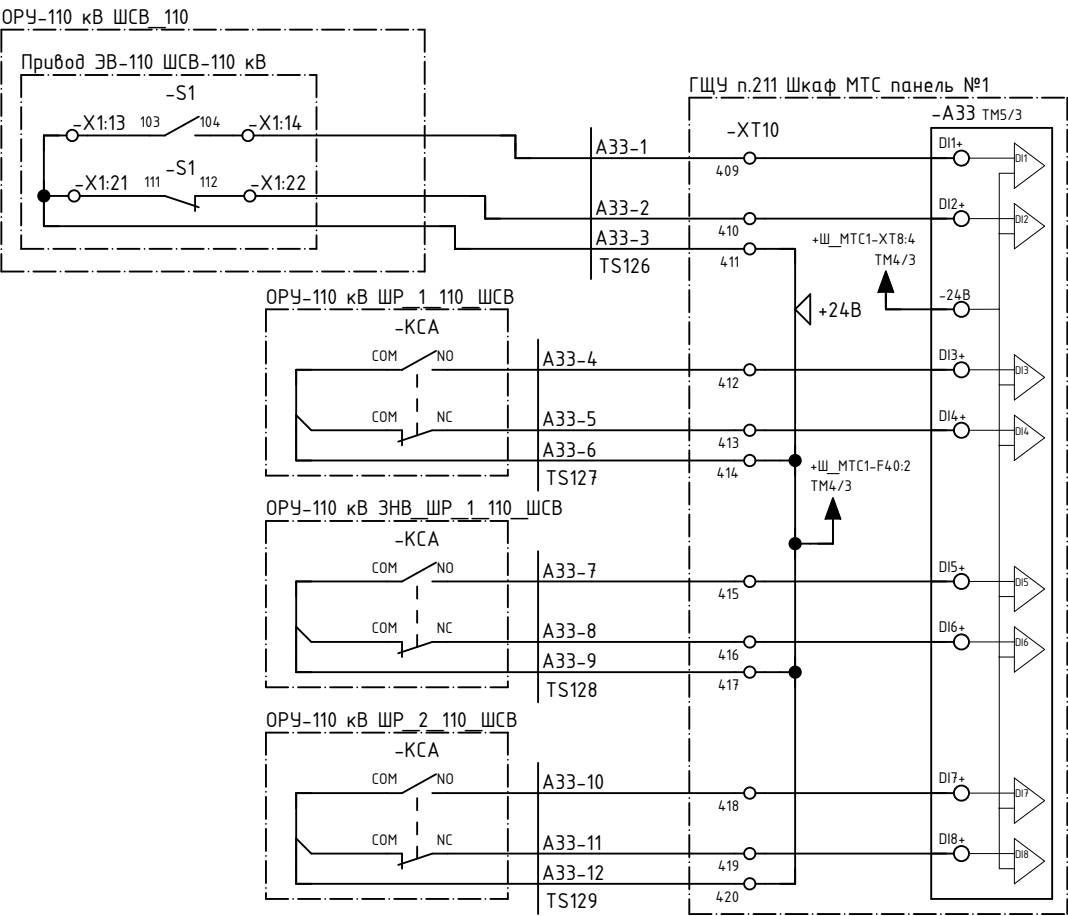 ОРУ-110 кВ ШСВ_110
Привод ЭВ-110 ШСВ-110 кВ
-S1
-X1:13 103 104 -X1:14
-S1
-X1:21 111 112 -X1:22
A33-1
A33-2
A33-3
TS126
ГЩУ п.211 Шкаф МТС панель №1
-XT10
-A33 TM5/3
409
410
411
DI1+ DI1
DI2+ DI2
+Ш_МТС1-XT8:4
TM4/3
-24В
+24В
ОРУ-110 кВ ШР_1_110_ШСВ
-КСА
COM NO
A33-4
412
DI3+ DI3
COM NC
A33-5
413
DI4+ DI4
A33-6
414
TS127
+Ш_МТС1-F40:2
TM4/3
ОРУ-110 кВ ЗНВ_ШР_1_110_ШСВ
-КСА
COM NO
A33-7
415
DI5+ DI5
COM NC
A33-8
416
DI6+ DI6
A33-9
417
TS128
ОРУ-110 кВ ШР_2_110_ШСВ
-КСА
COM NO
A33-10
418
DI7+ DI7
COM NC
A33-11
419
DI8+ DI8
A33-12
420
TS129